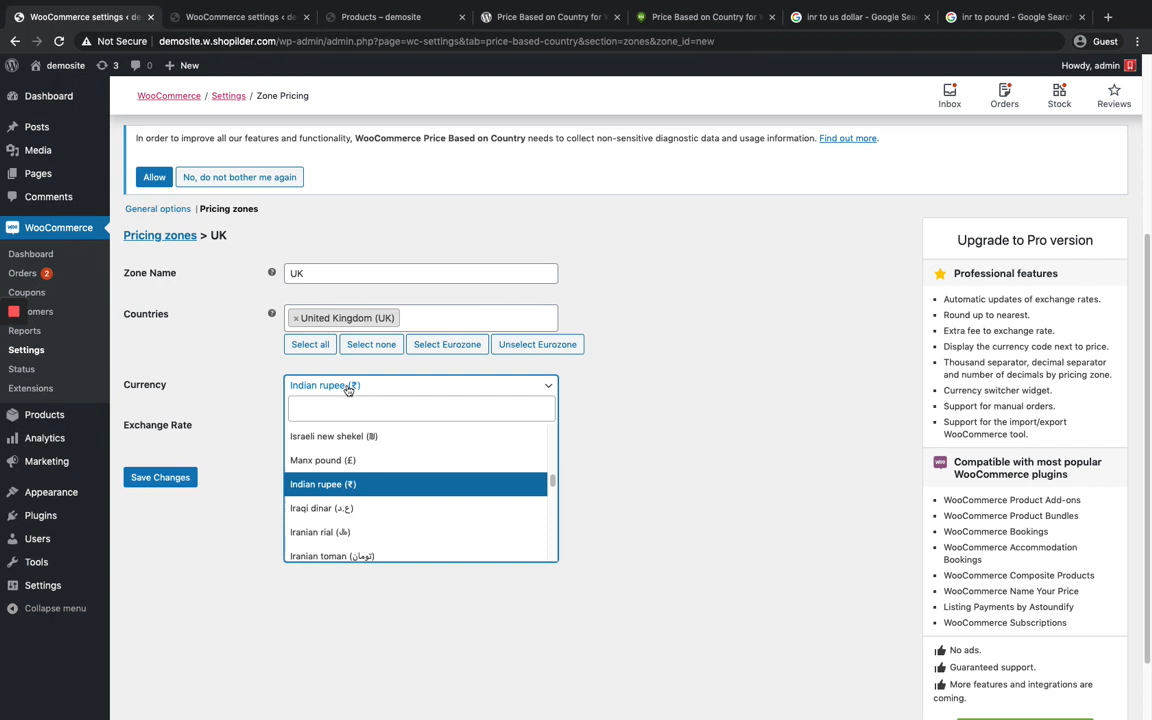 WooCommerce settings ‹ de
WooCommerce settings ‹ de
Products – demosite
Price Based on Country for
Price Based on Country for
inr to us dollar - Google Sea
inr to pound - Google Search
Not Secure
demosite.w.shopilder.com/wp-admin/admin.php?page=wc-settings&tab=price-based-country&section=zones&zone_id=new
Guest
demosite
3
0
New
Howdy, admin
Dashboard
Posts
Media
Pages
Comments
WooCommerce
Dashboard
Orders 2
Coupons
omers
Reports
Settings
Status
Extensions
Products
Analytics
Marketing
Appearance
Plugins
Users
Tools
Settings
Collapse menu
WooCommerce / Settings / Zone Pricing
Inbox
Orders
Stock
Reviews
In order to improve all our features and functionality, WooCommerce Price Based on Country needs to collect non-sensitive diagnostic data and usage information. Find out more.
Allow
No, do not bother me again
General options | Pricing zones
Pricing zones > UK
Zone Name
UK
Countries
× United Kingdom (UK)
Select all
Select none
Select Eurozone
Unselect Eurozone
Currency
Indian rupee (₹)
Israeli new shekel (₪)
Manx pound (£)
Indian rupee (₹)
Iraqi dinar (ع.د)
Iranian rial (﷼)
Iranian toman (تومان)
Exchange Rate
Save Changes
Upgrade to Pro version
Professional features
Automatic updates of exchange rates.
Round up to nearest.
Extra fee to exchange rate.
Display the currency code next to price.
Thousand separator, decimal separator
and number of decimals by pricing zone.
Currency switcher widget.
Support for manual orders.
Support for the import/export
WooCommerce tool.
Compatible with most popular
WooCommerce plugins
WooCommerce Product Add-ons
WooCommerce Product Bundles
WooCommerce Bookings
WooCommerce Accommodation
Bookings
WooCommerce Composite Products
WooCommerce Name Your Price
Listing Payments by Astoundify
WooCommerce Subscriptions
No ads.
Guaranteed support.
More features and integrations are
coming.